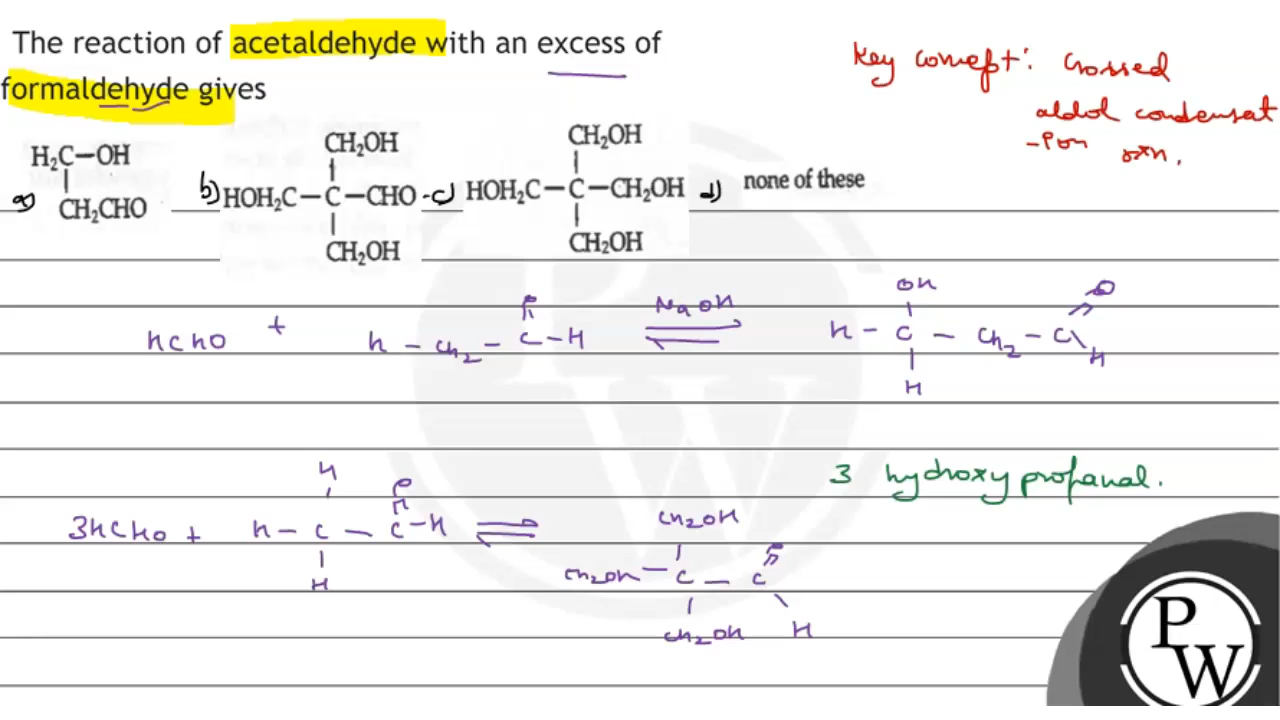 The reaction of acetaldehyde with an excess of
formaldehyde gives
Key concept: Crossed
aldol condensat
-ion rxn.
a) H₂C—OH
CH₂CHO
b) CH₂OH
HOH₂C—C—CHO
CH₂OH
c) CH₂OH
HOH₂C—C—CH₂OH
CH₂OH
d) none of these
HCHO + H - CH₂ - C - H
O
NaOH
OH
H - C - CH₂ - C
O
H
H
3 hydroxy propanal.
3HCHO + H - C - C - H
H
O
H
CH₂OH
CH₂OH - C - C
O
CH₂OH H
P
W
PW